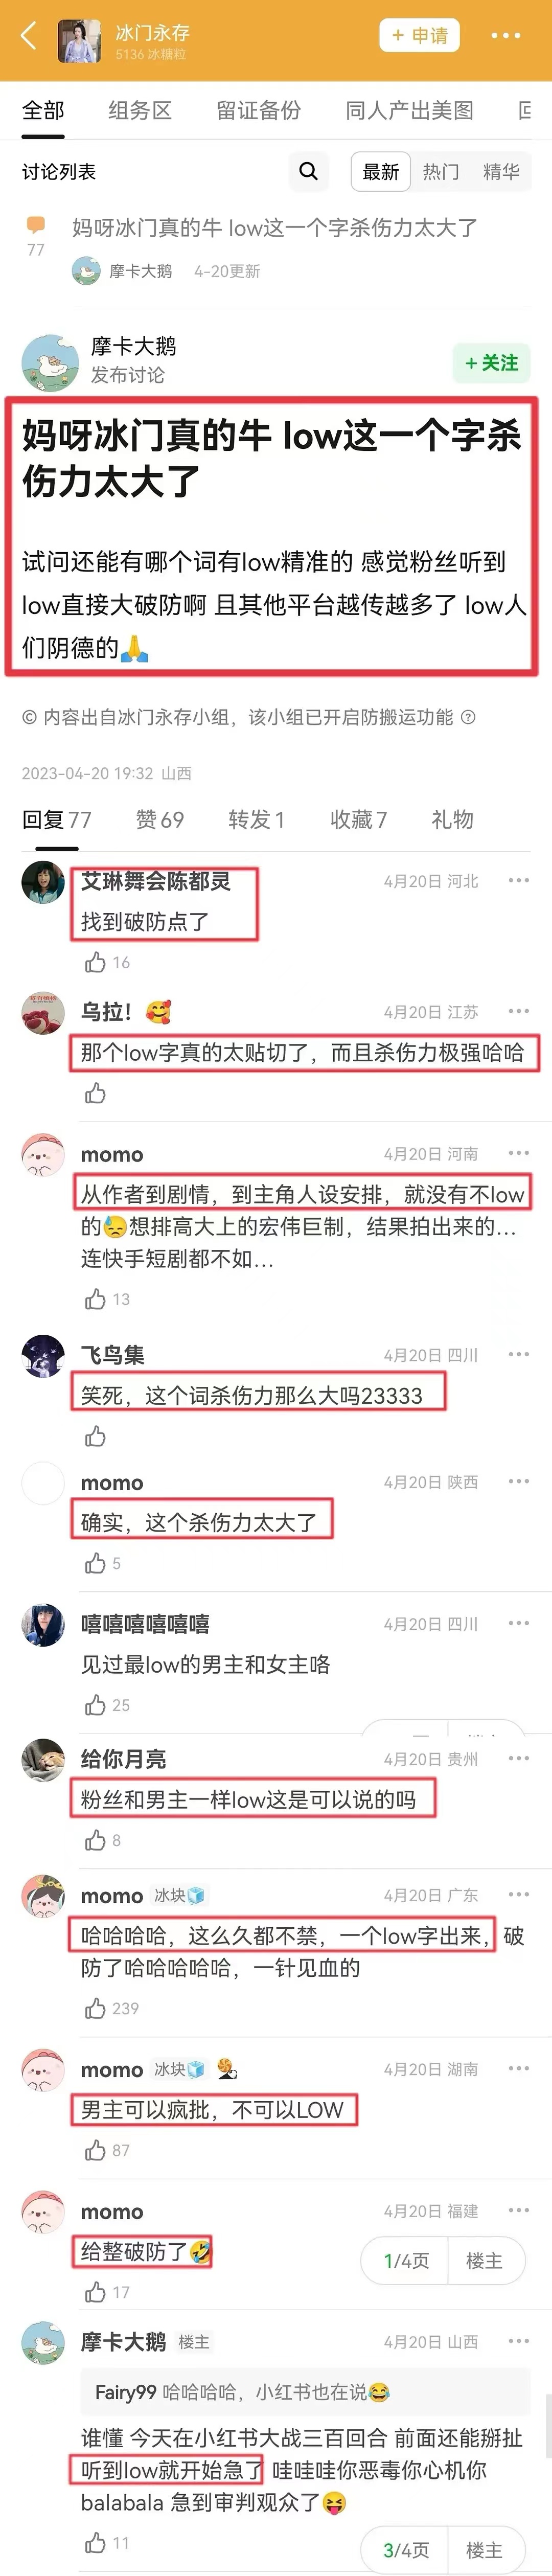 冰门永存
5136 冰糖粒
+ 申请
全部 组务区 留证备份 同人产出美图
讨论列表
最新 热门 精华
妈呀冰门真的牛 low这一个字杀伤力太大了
77
摩卡大鹅 4-20更新
摩卡大鹅
发布讨论
+关注
妈呀冰门真的牛 low这一个字杀
伤力太大了
试问还能有哪个词有low精准的 感觉粉丝听到
low直接大破防啊 且其他平台越传越多了 low人
们阴德的🙏
© 内容出自冰门永存小组，该小组已开启防搬运功能 ?
2023-04-20 19:32 山西
回复 77 赞 69 转发 1 收藏 7 礼物
艾琳舞会陈都灵 4月20日 河北
找到破防点了
16
乌拉！🥰 4月20日 江苏
那个low字真的太贴切了，而且杀伤力极强哈哈
momo 4月20日 河南
从作者到剧情，到主角人设安排，就没有不low
的😓想排高大上的宏伟巨制，结果拍出来的...
连快手短剧都不如...
13
飞鸟集 4月20日 四川
笑死，这个词杀伤力那么大吗23333
momo 4月20日 陕西
确实，这个杀伤力太大了
5
嘻嘻嘻嘻嘻嘻 4月20日 四川
见过最low的男主和女主咯
25
给你月亮 4月20日 贵州
粉丝和男主一样low这是可以说的吗
8
momo 冰块🧊 4月20日 广东
哈哈哈哈，这么久都不禁，一个low字出来，破
防了哈哈哈哈哈，一针见血的
239
momo 冰块🧊 4月20日 湖南
男主可以疯批，不可以LOW
87
momo 4月20日 福建
给整破防了🤣
1/4页 楼主
17
摩卡大鹅 楼主 4月20日 山西
Fairy99 哈哈哈哈，小红书也在说😂
谁懂 今天在小红书大战三百回合 前面还能掰扯
听到low就开始急了 哇哇哇你恶毒你心机你
balabala 急到审判观众了😝
11
3/4页 楼主